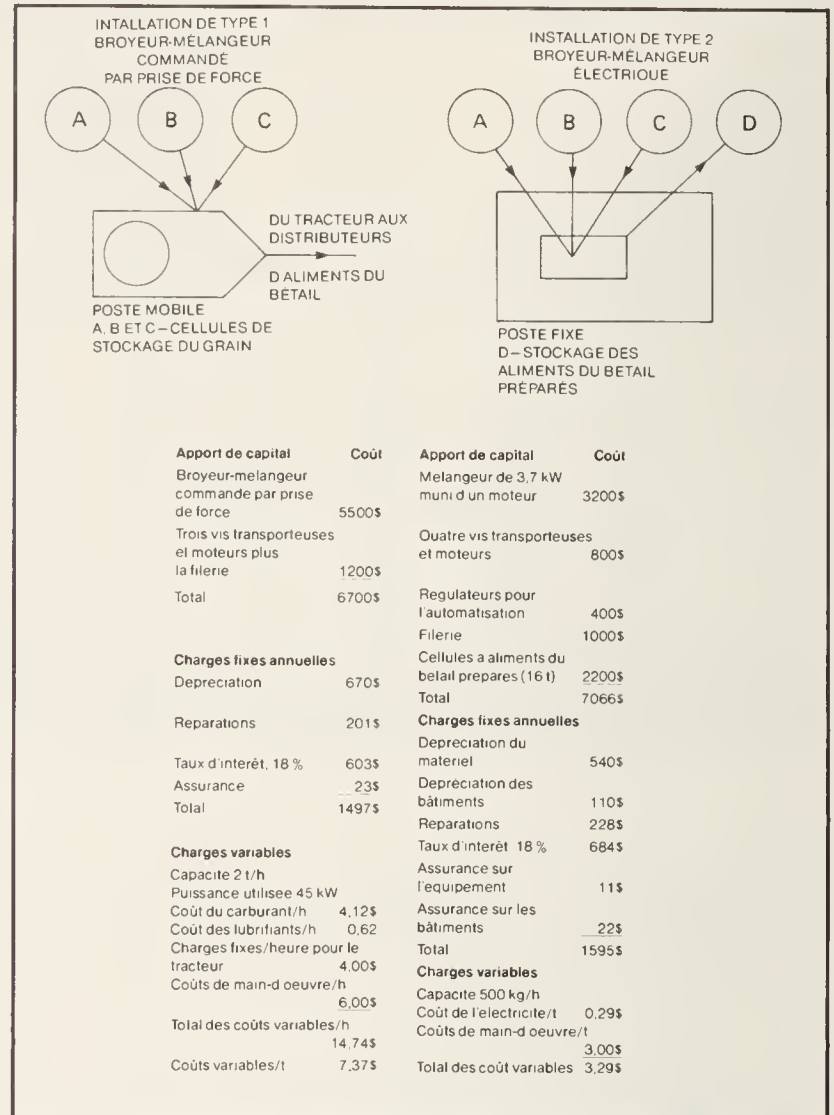 INTALLATION DE TYPE 1
BROYEUR-MÉLANGEUR
COMMANDÉ
PAR PRISE DE FORCE
A
B
C
DU TRACTEUR AUX
DISTRIBUTEURS
D ALIMENTS DU
BÉTAIL
POSTE MOBILE
A, B ET C – CELLULES DE
STOCKAGE DU GRAIN
INSTALLATION DE TYPE 2
BROYEUR-MÉLANGEUR
ÉLECTRIQUE
A
B
C
D
POSTE FIXE
D – STOCKAGE DES
ALIMENTS DU BETAIL
PRÉPARÉS
Apport de capital Coût
Broyeur-melangeur
commande par prise
de force 5500$
Trois vis transporteuses
et moteurs plus
la filerie 1200$
Total 6700$
Charges fixes annuelles
Depreciation 670$
Reparations 201$
Taux d'interêt, 18 % 603$
Assurance 23$
Total 1497$
Charges variables
Capacite 2 t/h
Puissance utilisee 45 kW
Coût du carburant/h 4,12$
Coût des lubrifiants/h 0,62
Charges fixes/heure pour le
tracteur 4,00$
Coûts de main-d oeuvre/h
6,00$
Total des coûts variables/h
14,74$
Coûts variables/t 7,37$
Apport de capital Coût
Melangeur de 3,7 kW
muni d un moteur 3200$
Quatre vis transporteuses
et moteurs 800$
Regulateurs pour
l'automatisation 400$
Filerie 1000$
Cellules a aliments du
betail prepares (16 t) 2200$
Total 7066$
Charges fixes annuelles
Depreciation du
materiel 540$
Depréciation des
bâtiments 110$
Reparations 228$
Taux d'interêt 18 % 684$
Assurance sur
l'equipement 11$
Assurance sur les
bâtiments 22$
Total 1595$
Charges variables
Capacite 500 kg/h
Coût de l'electricite/t 0,29$
Coûts de main-d oeuvre/t
3,00$
Total des coût variables 3,29$